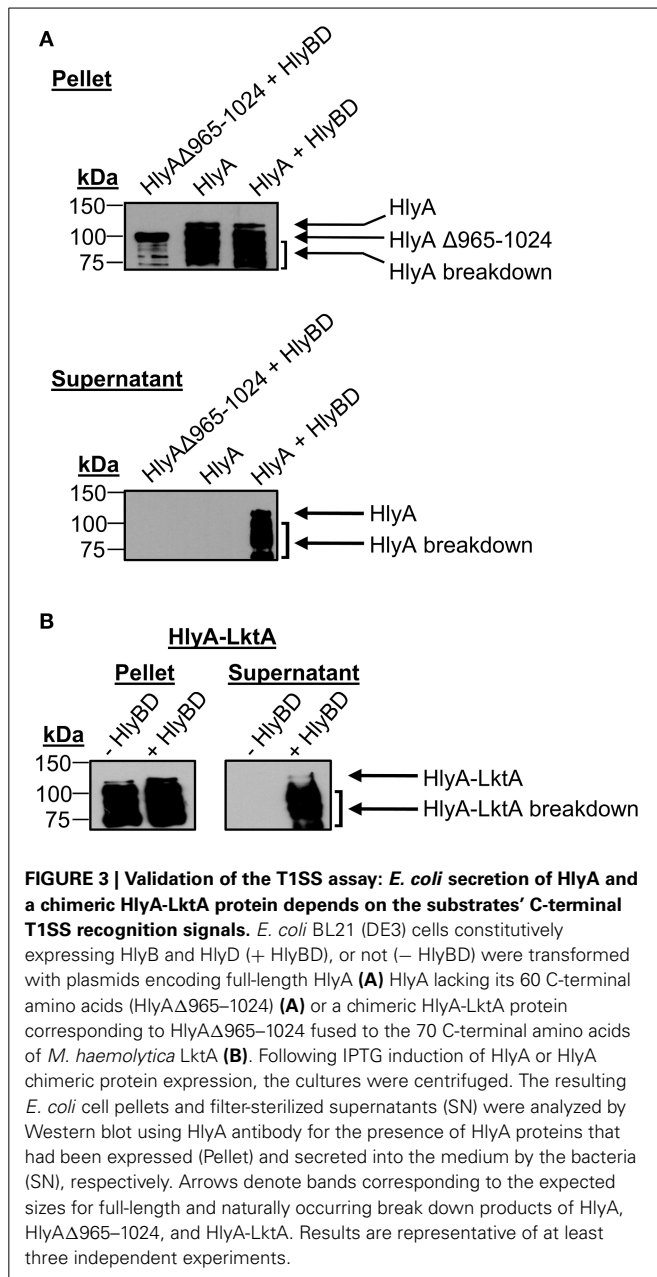 A
Pellet
HlyAΔ965-1024 + HlyBD
HlyA
HlyA + HlyBD
kDa
150
100
75
HlyA
HlyA Δ965-1024
HlyA breakdown
Supernatant
HlyAΔ965-1024 + HlyBD
HlyA
HlyA + HlyBD
kDa
150
100
75
HlyA
HlyA breakdown
B
HlyA-LktA
Pellet
Supernatant
- HlyBD
+ HlyBD
- HlyBD
+ HlyBD
kDa
150
100
75
HlyA-LktA
HlyA-LktA breakdown
FIGURE 3 | Validation of the T1SS assay: E. coli secretion of HlyA and
a chimeric HlyA-LktA protein depends on the substrates' C-terminal
T1SS recognition signals. E. coli BL21 (DE3) cells constitutively
expressing HlyB and HlyD (+ HlyBD), or not (− HlyBD) were transformed
with plasmids encoding full-length HlyA (A) HlyA lacking its 60 C-terminal
amino acids (HlyAΔ965–1024) (A) or a chimeric HlyA-LktA protein
corresponding to HlyAΔ965–1024 fused to the 70 C-terminal amino acids
of M. haemolytica LktA (B). Following IPTG induction of HlyA or HlyA
chimeric protein expression, the cultures were centrifuged. The resulting
E. coli cell pellets and filter-sterilized supernatants (SN) were analyzed by
Western blot using HlyA antibody for the presence of HlyA proteins that
had been expressed (Pellet) and secreted into the medium by the bacteria
(SN), respectively. Arrows denote bands corresponding to the expected
sizes for full-length and naturally occurring break down products of HlyA,
HlyAΔ965–1024, and HlyA-LktA. Results are representative of at least
three independent experiments.